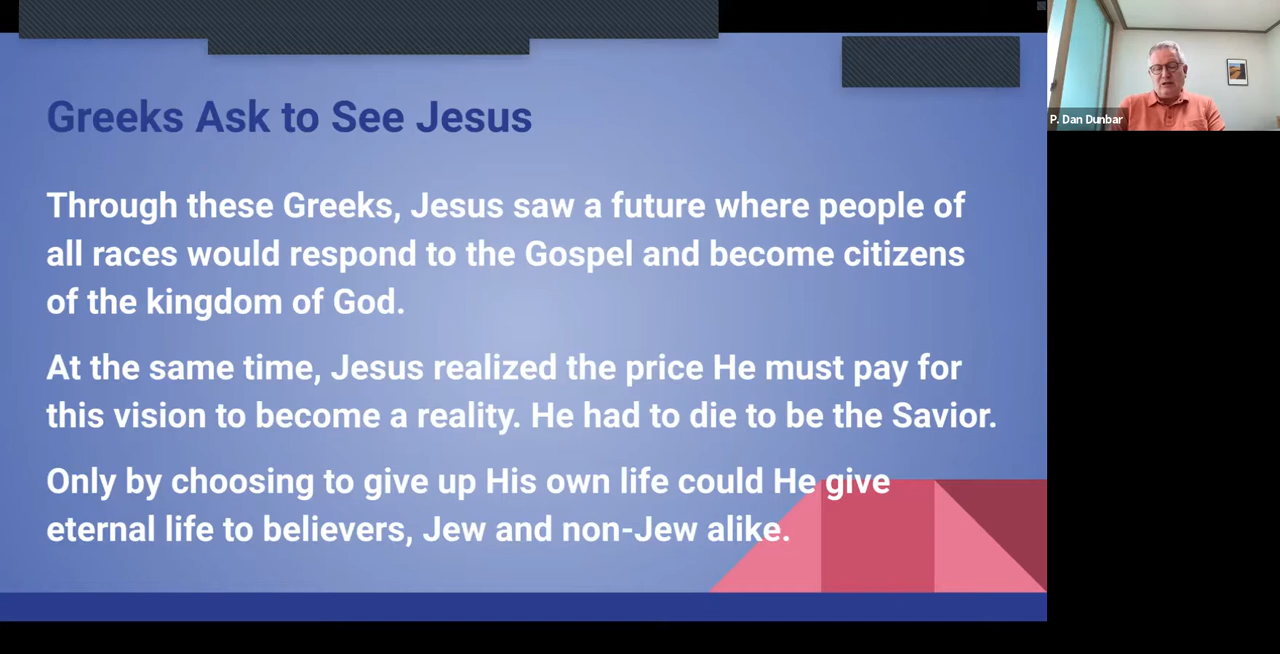 Greeks Ask to See Jesus
Through these Greeks, Jesus saw a future where people of
all races would respond to the Gospel and become citizens
of the kingdom of God.
At the same time, Jesus realized the price He must pay for
this vision to become a reality. He had to die to be the Savior.
Only by choosing to give up His own life could He give
eternal life to believers, Jew and non-Jew alike.
P. Dan Dunbar